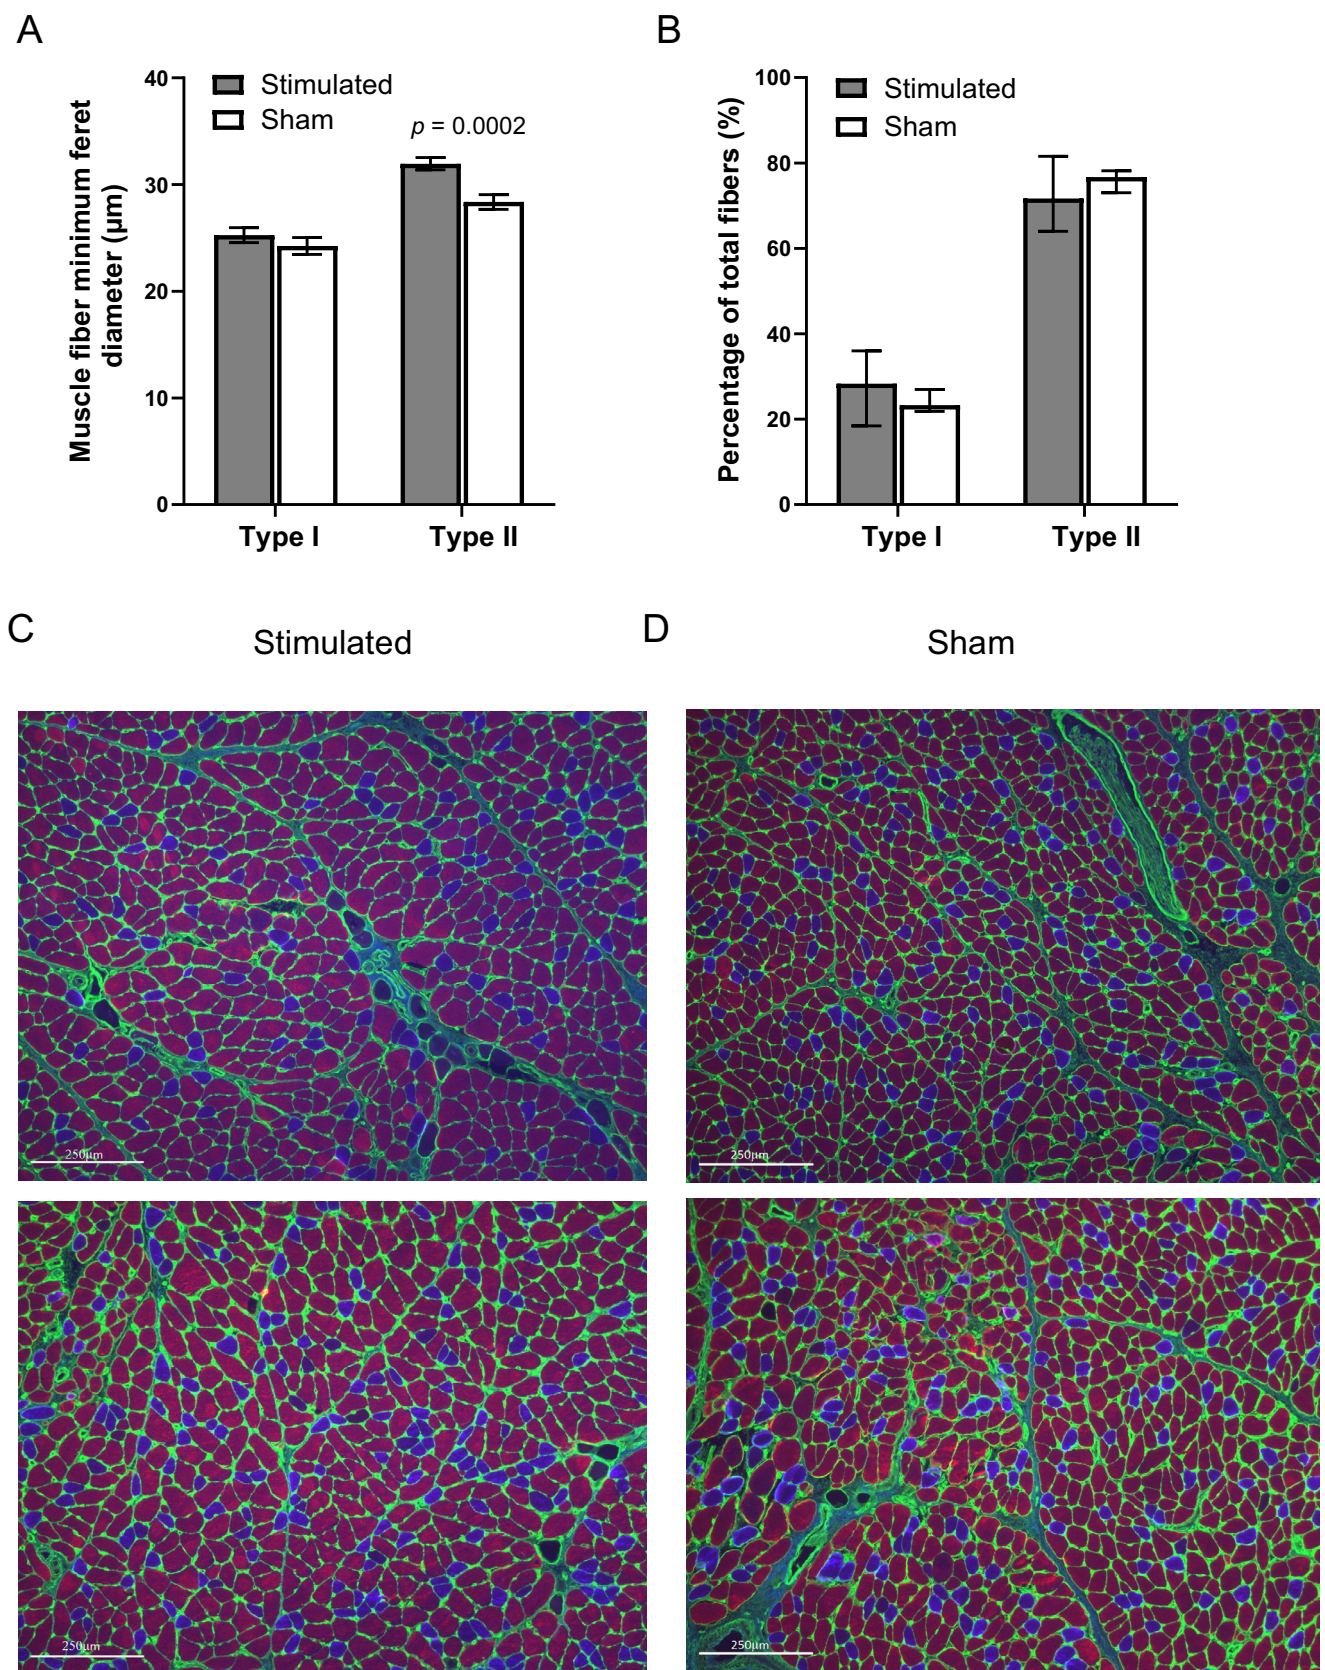 A
Muscle fiber minimum feret
diameter (µm)
40
30
20
10
0
Stimulated
Sham
p = 0.0002
Type I
Type II
B
Percentage of total fibers (%)
100
80
60
40
20
0
Stimulated
Sham
Type I
Type II
C
Stimulated
D
Sham
250µm
250µm
250µm
250µm